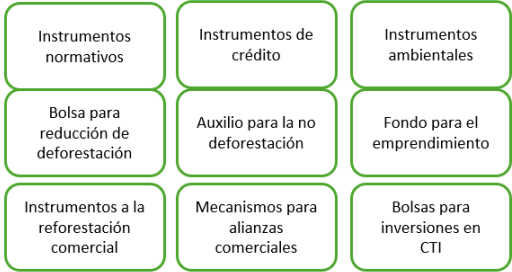 Instrumentos
normativos
Instrumentos de
crédito
Instrumentos
ambientales
Bolsa para
reducción de
deforestación
Auxilio para la no
deforestación
Fondo para el
emprendimiento
Instrumentos a la
reforestación
comercial
Mecanismos para
alianzas
comerciales
Bolsas para
inversiones en
CTI